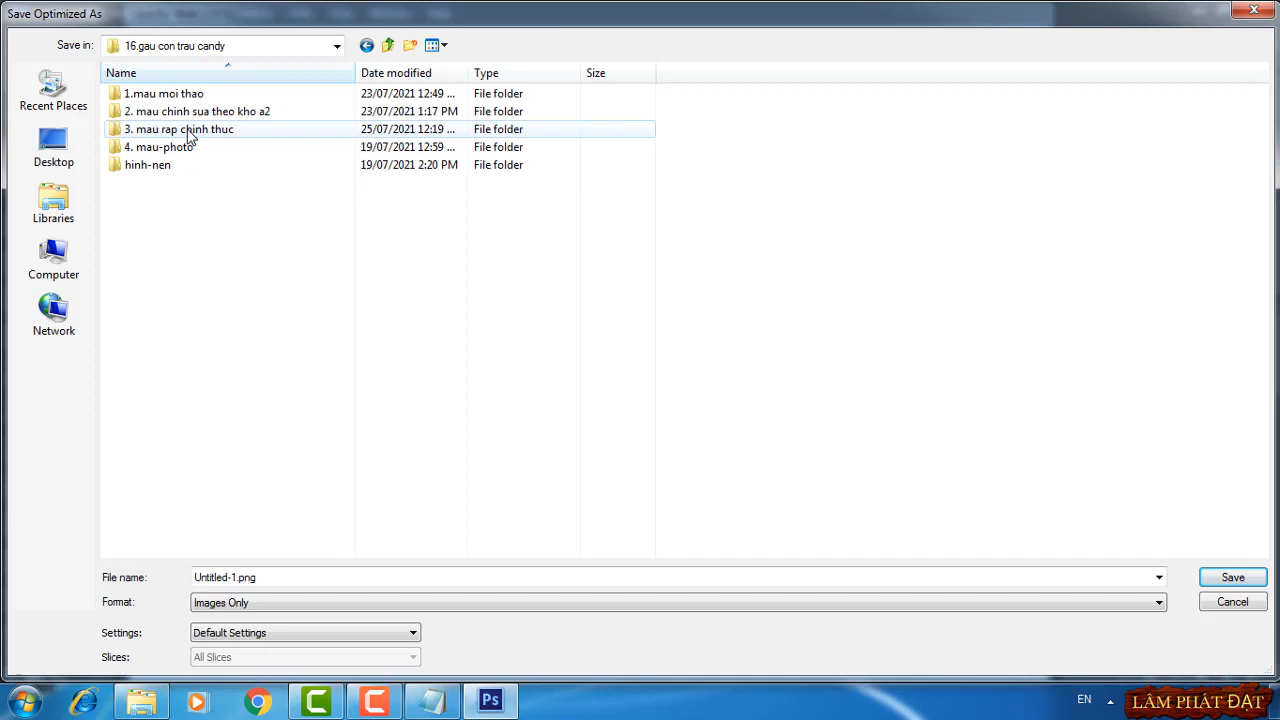 Save Optimized As
Save in: 16.gau con trau candy
Name Date modified Type Size
1.mau moi thao 23/07/2021 12:49 ... File folder
2. mau chinh sua theo kho a2 23/07/2021 1:17 PM File folder
3. mau rap chinh thuc 25/07/2021 12:19 ... File folder
4. mau-photo 19/07/2021 12:59 ... File folder
hinh-nen 19/07/2021 2:20 PM File folder
Recent Places
Desktop
Libraries
Computer
Network
File name: Untitled-1.png Save
Format: Images Only Cancel
Settings: Default Settings
Slices: All Slices
Ps EN LÂM PHÁT ĐẠT